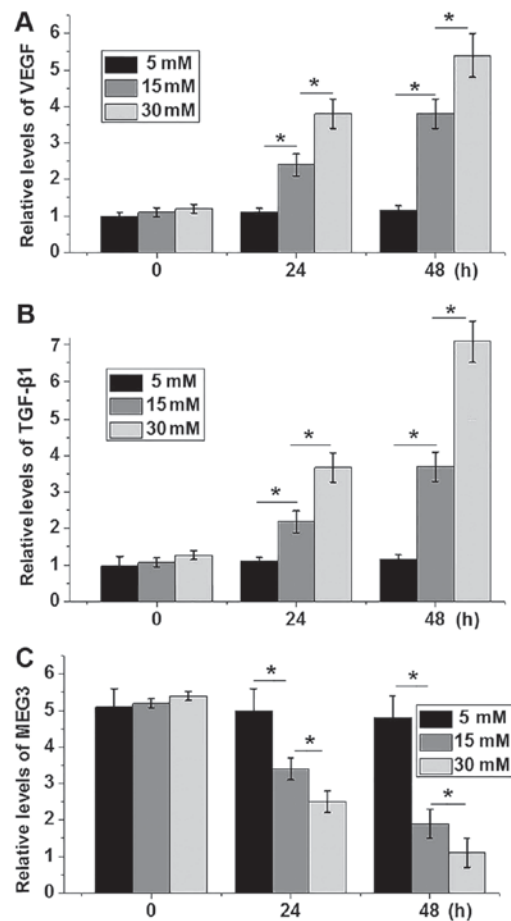 A
Relative levels of VEGF
6
5
4
3
2
1
0
5 mM
15 mM
30 mM
* * * *
0 24 48 (h)
B
Relative levels of TGF-β1
7
6
5
4
3
2
1
0
5 mM
15 mM
30 mM
* * * *
0 24 48 (h)
C
Relative levels of MEG3
6
5
4
3
2
1
0
5 mM
15 mM
30 mM
* * * *
0 24 48 (h)